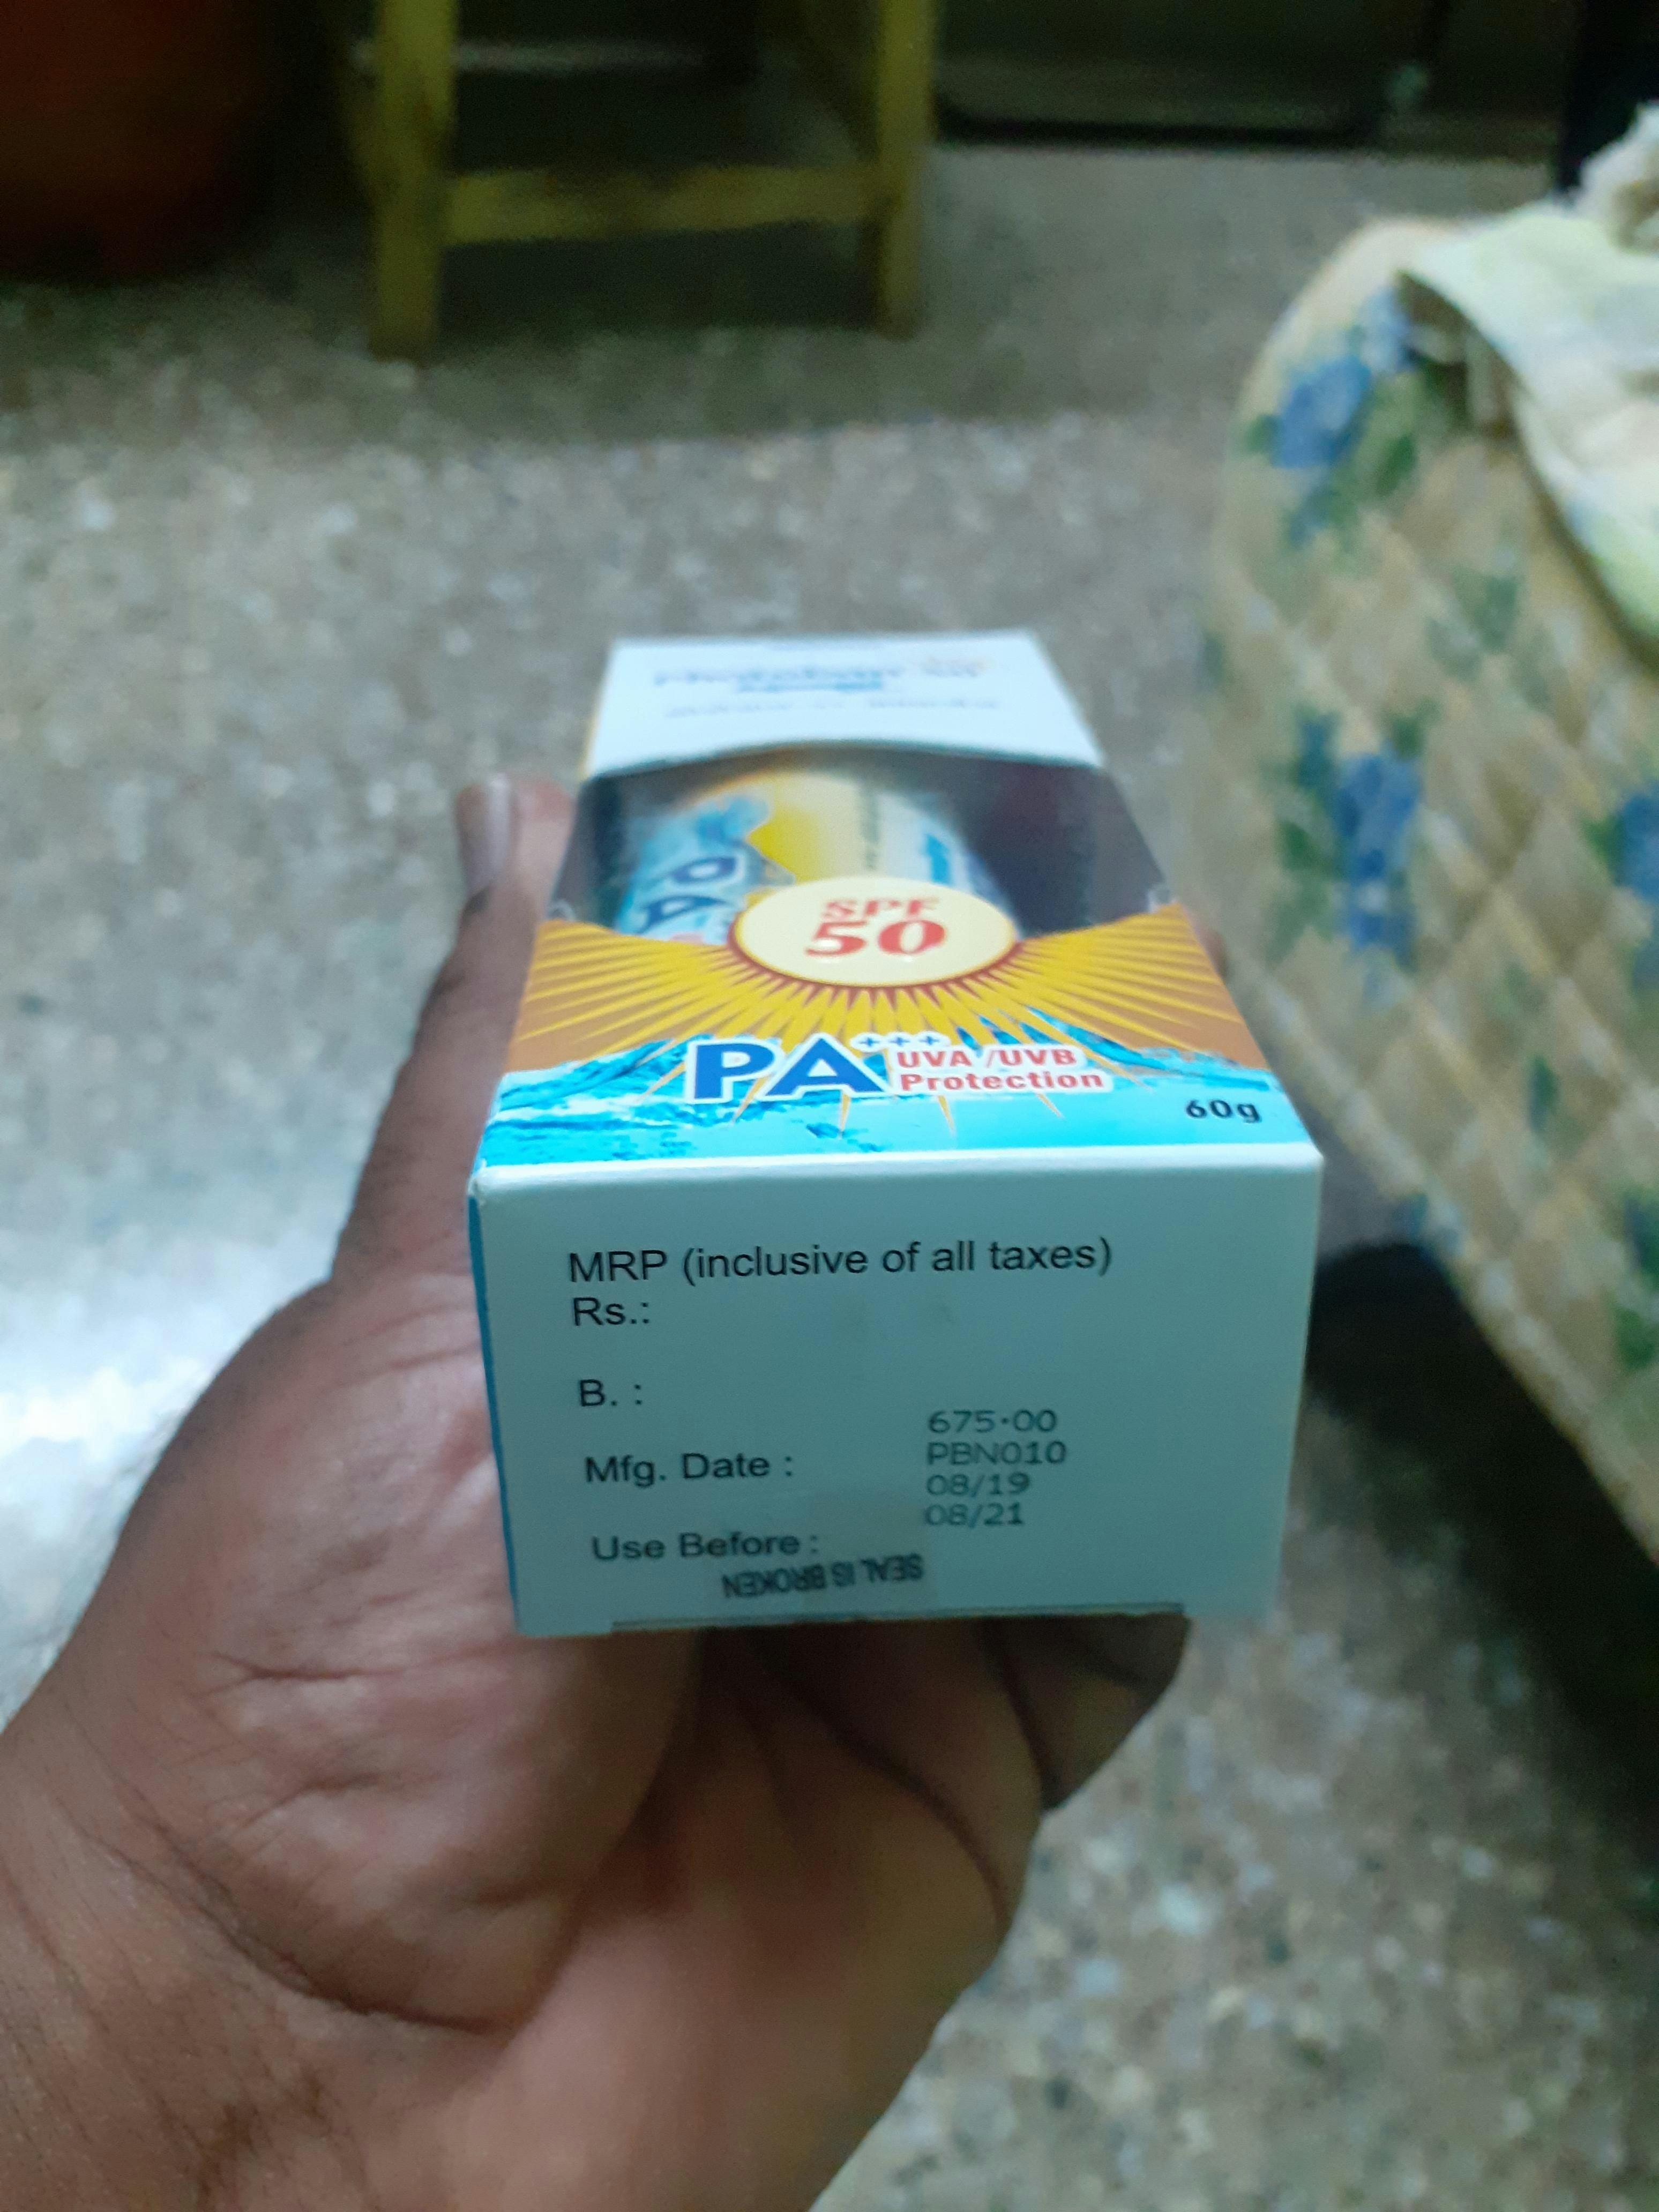 SPF
50
PA+++ UVA/UVB
Protection
60g
MRP (inclusive of all taxes)
Rs.:
B. :
675.00
PBN010
Mfg. Date :
08/19
08/21
Use Before :
SEAL IS BROKEN